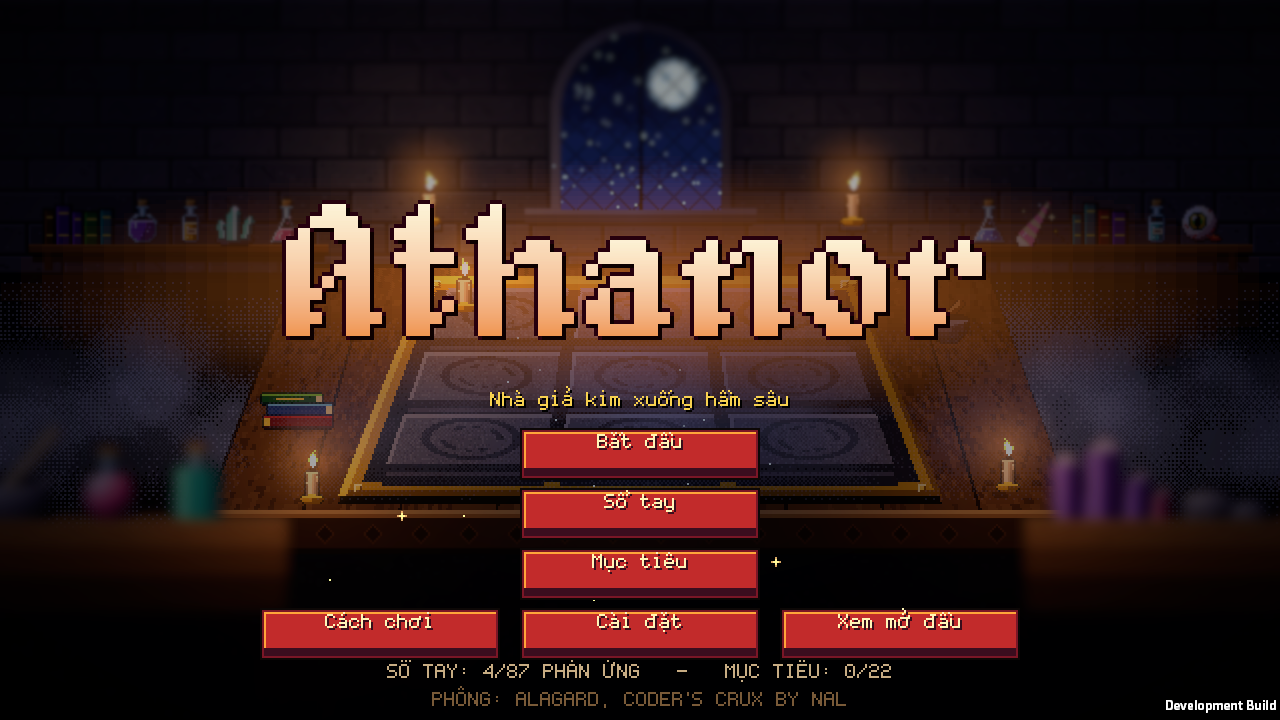 Athanor
Nhà giả kim xuống hầm sâu
Bắt đầu
Sổ tay
Mục tiêu
Cách chơi
Cài đặt
Xem mở đầu
SỔ TAY: 4/87 PHẢN ỨNG – MỤC TIÊU: 0/22
PHÔNG: ALAGARD, CODER'S CRUX BY NAL
Development Build